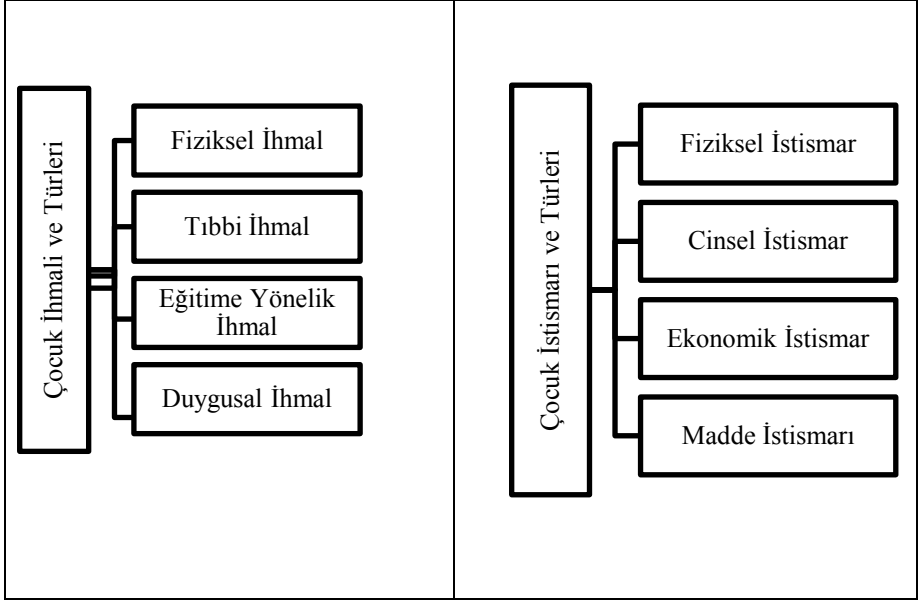 Çocuk İhmali ve Türleri
Fiziksel İhmal
Tıbbi İhmal
Eğitime Yönelik
İhmal
Duygusal İhmal
Çocuk İstismarı ve Türleri
Fiziksel İstismar
Cinsel İstismar
Ekonomik İstismar
Madde İstismarı